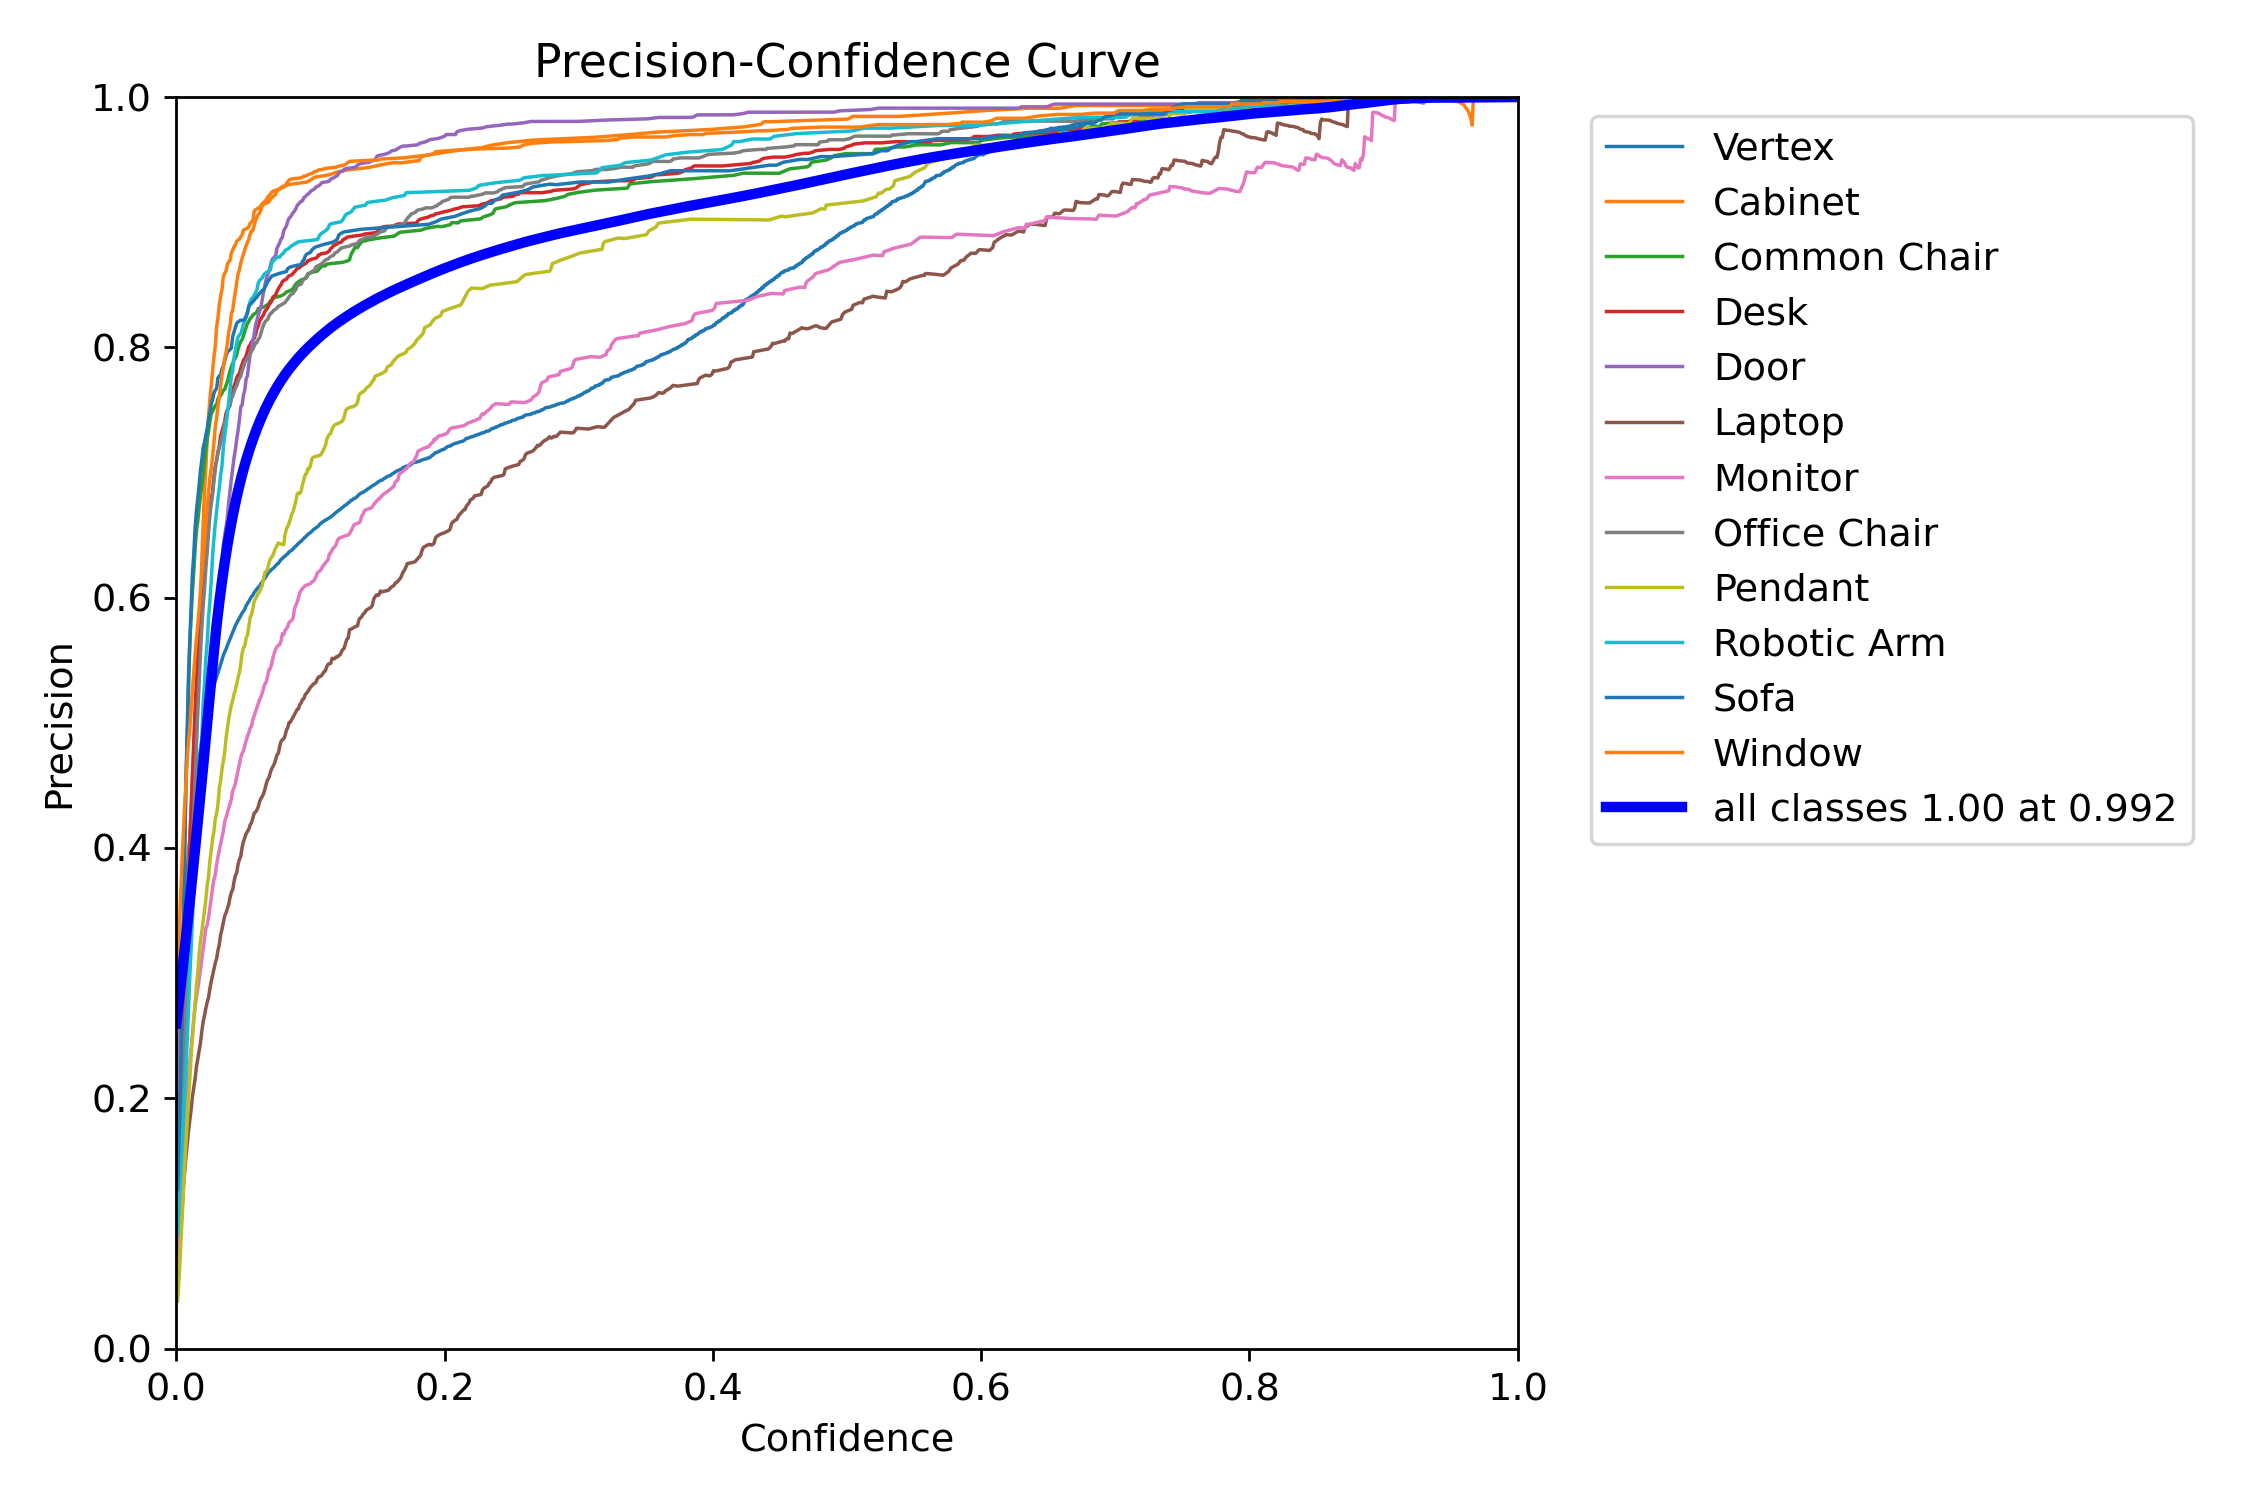 Precision-Confidence Curve
1.0
0.8
0.6
0.4
0.2
0.0
Precision
0.0 0.2 0.4 0.6 0.8 1.0
Confidence
Vertex
Cabinet
Common Chair
Desk
Door
Laptop
Monitor
Office Chair
Pendant
Robotic Arm
Sofa
Window
all classes 1.00 at 0.992